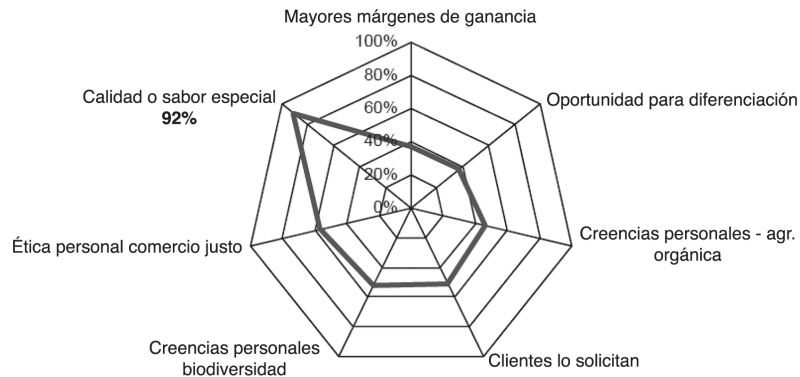 Mayores márgenes de ganancia
100%
80%
60%
40%
20%
0%
Calidad o sabor especial
92%
Oportunidad para diferenciación
Ética personal comercio justo
Creencias personales - agr.
orgánica
Creencias personales
biodiversidad
Clientes lo solicitan